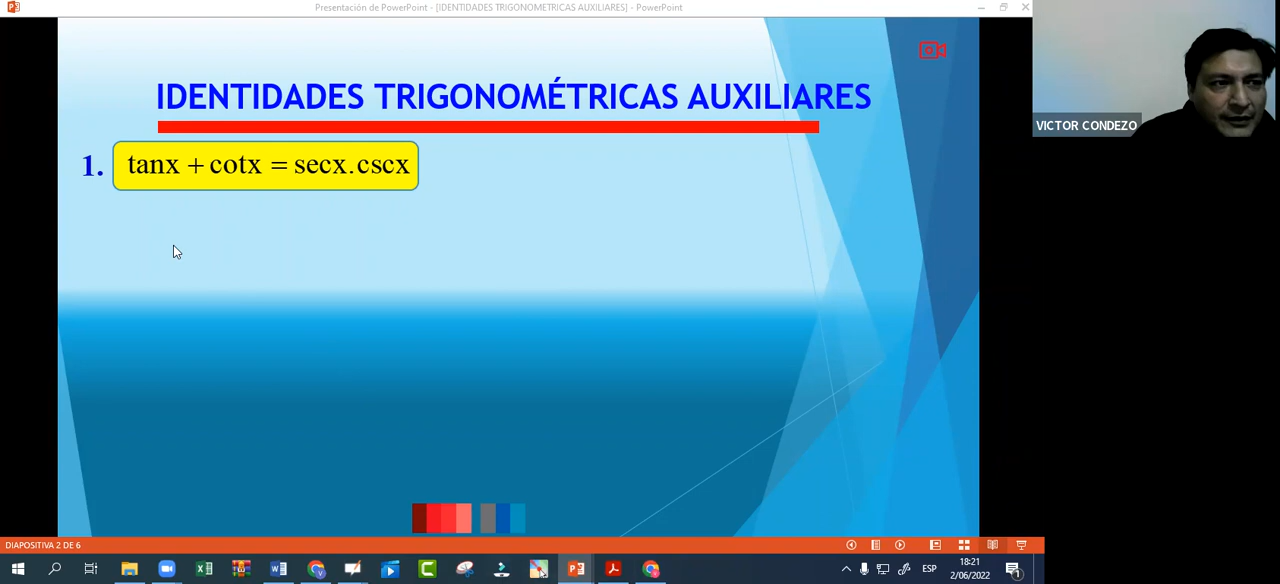 Presentación de PowerPoint - [IDENTIDADES TRIGONOMETRICAS AUXILIARES] - PowerPoint
IDENTIDADES TRIGONOMÉTRICAS AUXILIARES
VICTOR CONDEZO
1. tanx + cotx = secx.cscx
DIAPOSITIVA 2 DE 6
ESP
18:21
2/06/2022
1